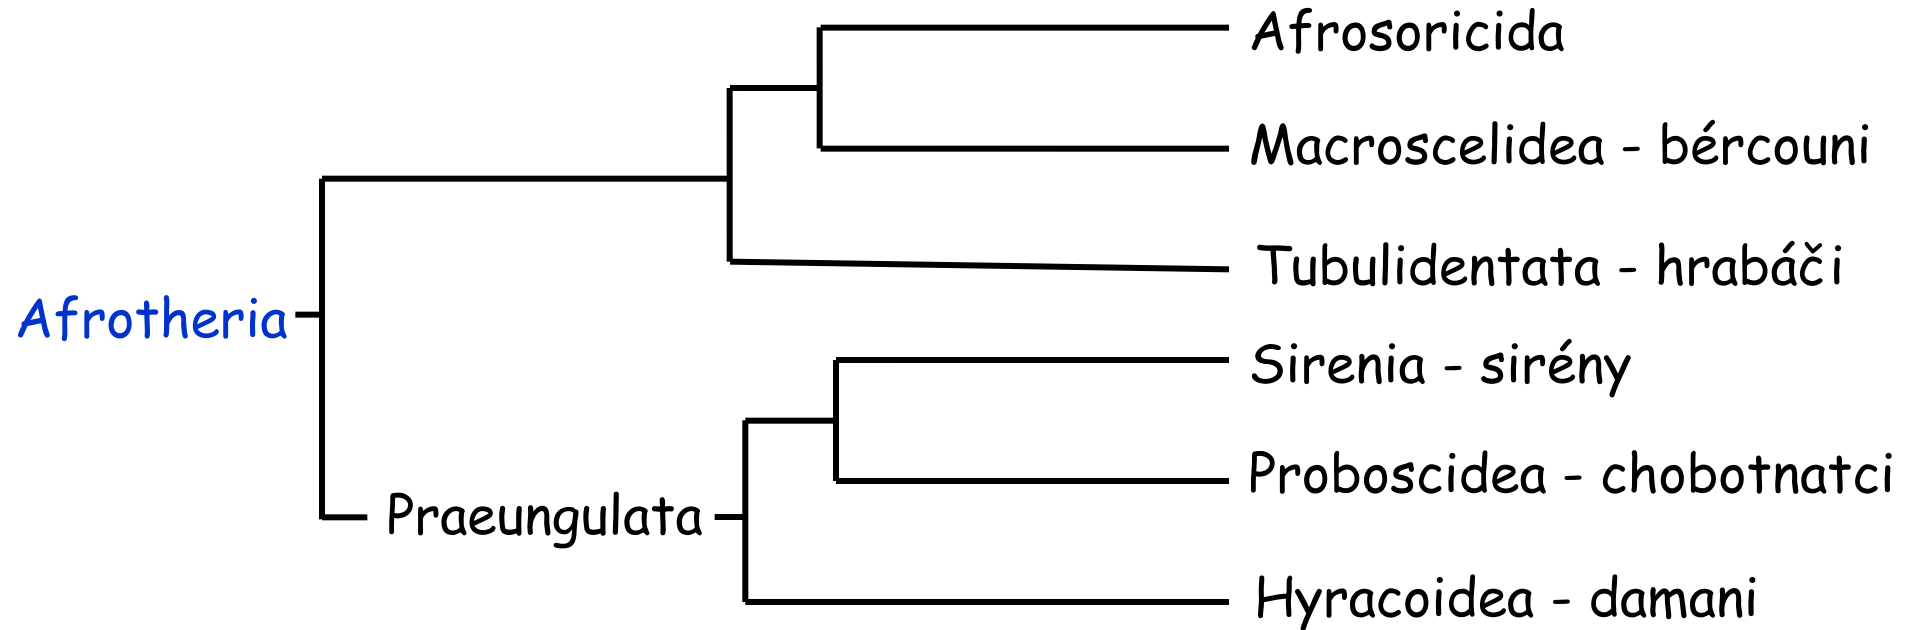 Afrosoricida
Macroscelidea - bércouni
Tubulidentata - hrabáči
Afrotheria
Sirenia - sirény
Proboscidea - chobotnatci
Praeungulata
Hyracoidea - damani